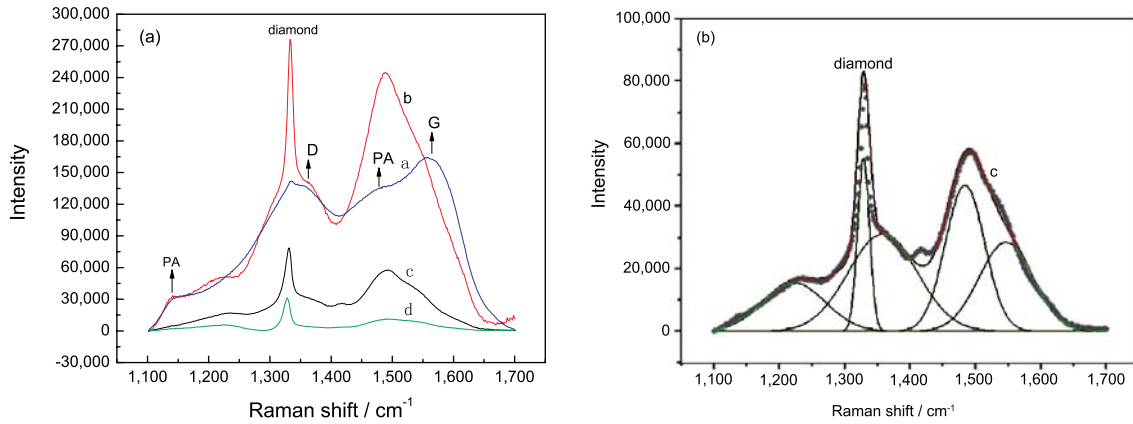 (a)
300,000
270,000
240,000
210,000
180,000
150,000
120,000
90,000
60,000
30,000
0
-30,000
Intensity
diamond
b
D
PA
a
G
PA
c
d
1,100 1,200 1,300 1,400 1,500 1,600 1,700
Raman shift / cm⁻¹
(b)
100,000
80,000
60,000
40,000
20,000
0
Intensity
diamond
c
1,100 1,200 1,300 1,400 1,500 1,600 1,700
Raman shift / cm⁻¹